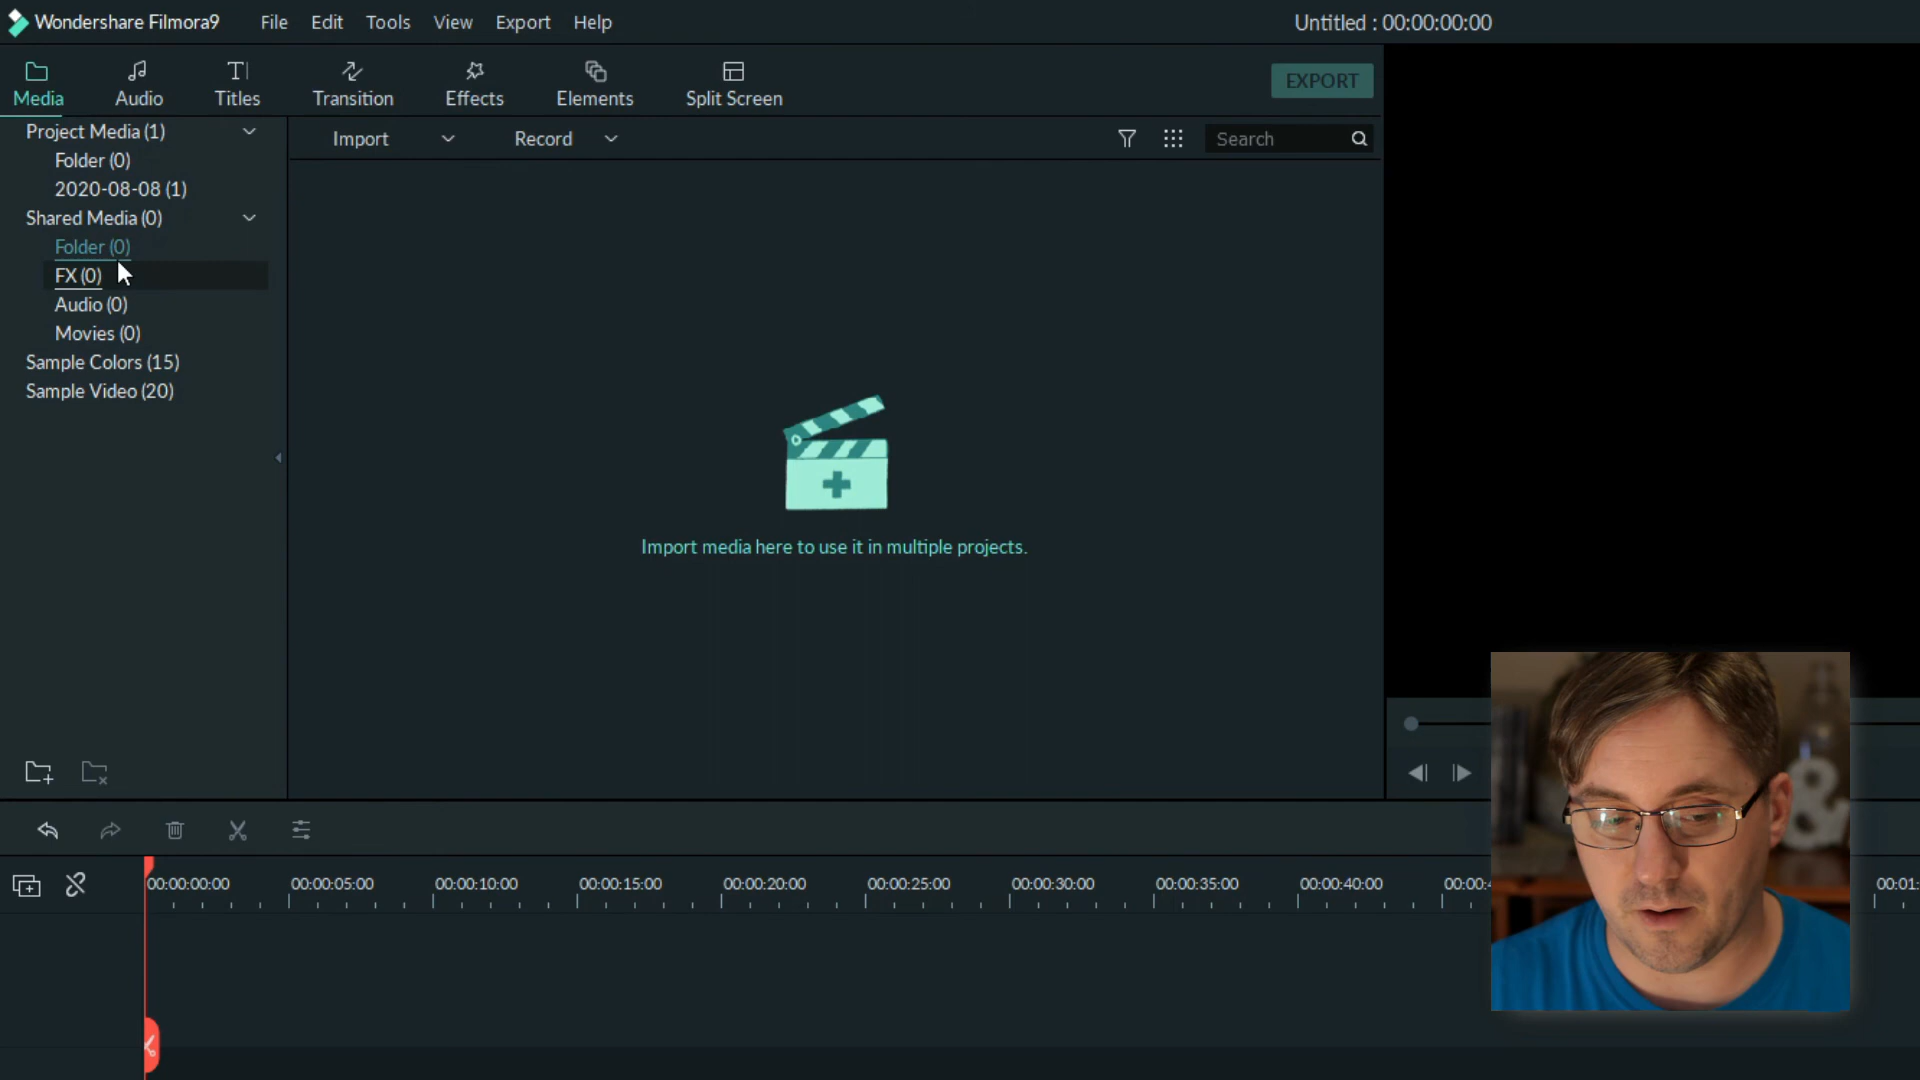 Wondershare Filmora9 File Edit Tools View Export Help Untitled : 00:00:00:00
Media Audio Titles Transition Effects Elements Split Screen EXPORT
Project Media (1)
Folder (0)
2020-08-08 (1)
Shared Media (0)
Folder (0)
FX (0)
Audio (0)
Movies (0)
Sample Colors (15)
Sample Video (20)
Import Record Search
Import media here to use it in multiple projects.
00:00:00:00 00:00:05:00 00:00:10:00 00:00:15:00 00:00:20:00 00:00:25:00 00:00:30:00 00:00:35:00 00:00:40:00 00:00:4 00:01:
&